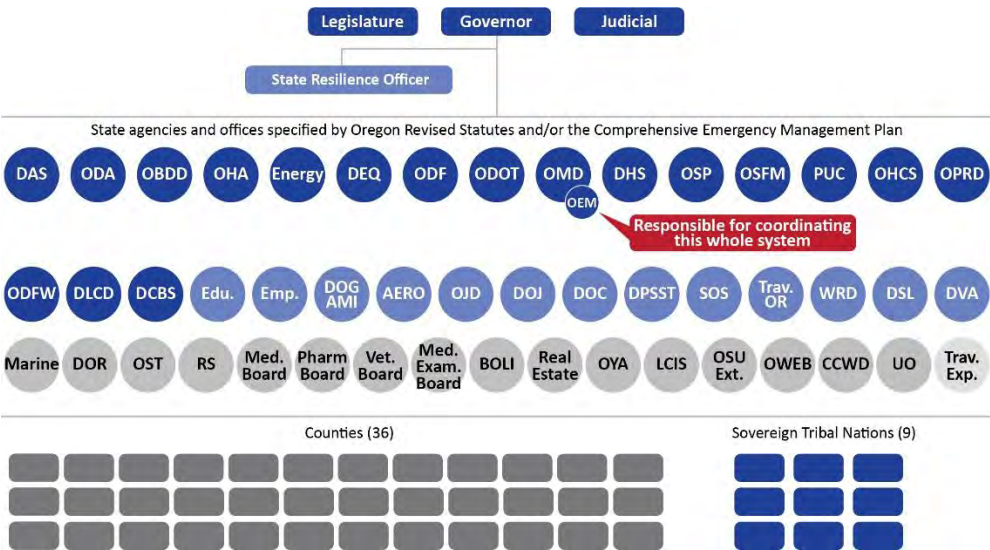 Legislature Governor Judicial
State Resilience Officer
State agencies and offices specified by Oregon Revised Statutes and/or the Comprehensive Emergency Management Plan
DAS ODA OBDD OHA Energy DEQ ODF ODOT OMD DHS OSP OSFM PUC OHCS OPRD
OEM
Responsible for coordinating
this whole system
ODFW DLCD DCBS Edu. Emp. DOG AMI AERO OJD DOJ DOC DPSST SOS Trav. OR WRD DSL DVA
Marine DOR OST RS Med. Board Pharm Board Vet. Board Med. Exam. Board BOLI Real Estate OYA LCIS OSU Ext. OWEB CCWD UO Trav. Exp.
Counties (36) Sovereign Tribal Nations (9)